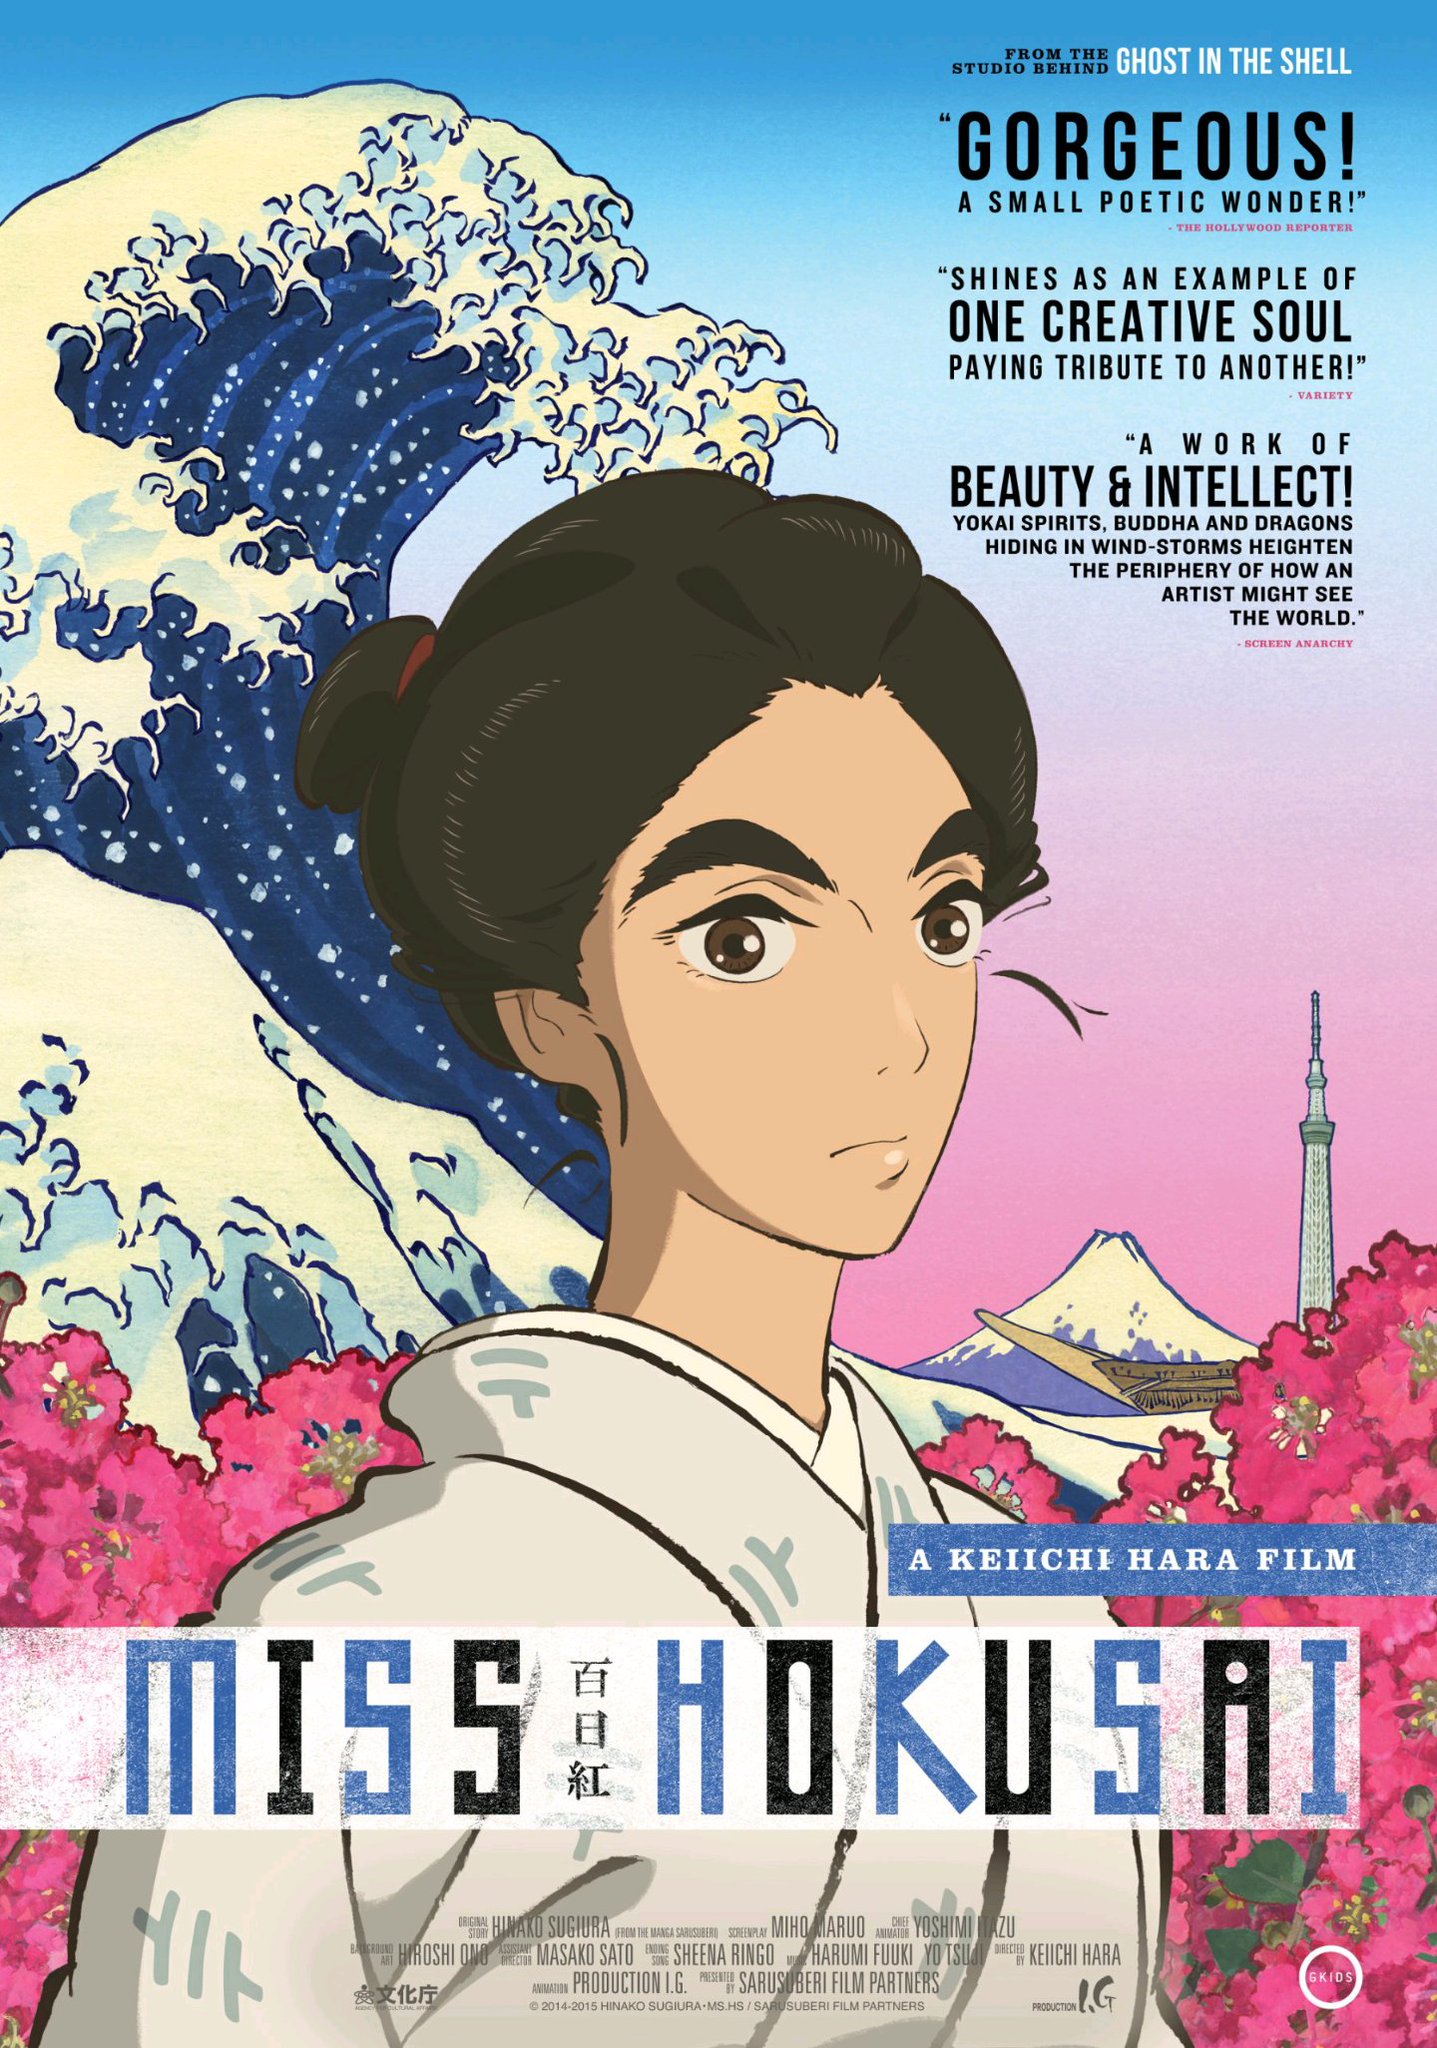 FROM THE
STUDIO BEHIND GHOST IN THE SHELL
“GORGEOUS!
A SMALL POETIC WONDER!”
- THE HOLLYWOOD REPORTER
“SHINES AS AN EXAMPLE OF
ONE CREATIVE SOUL
PAYING TRIBUTE TO ANOTHER!”
- VARIETY
“A WORK OF
BEAUTY & INTELLECT!
YOKAI SPIRITS, BUDDHA AND DRAGONS
HIDING IN WIND-STORMS HEIGHTEN
THE PERIPHERY OF HOW AN
ARTIST MIGHT SEE
THE WORLD.”
- SCREEN ANARCHY
A KEIICHI HARA FILM
MISS 百日紅 HOKUSAI
ORIGINAL STORY HINAKO SUGIURA (FROM THE MANGA SARUSUBERI) SCREENPLAY MIHO MARUO CHIEF ANIMATOR YOSHIMI ITAZU
BACKGROUND ART HIROSHI ONO ASSISTANT DIRECTOR MASAKO SATO ENDING SONG SHEENA RINGO MUSIC HARUMI FUUKI YO TSUJI DIRECTED BY KEIICHI HARA
ANIMATION PRODUCTION I.G. PRESENTED BY SARUSUBERI FILM PARTNERS
文化庁
AGENCY FOR CULTURAL AFFAIRS
© 2014-2015 HINAKO SUGIURA•MS.HS / SARUSUBERI FILM PARTNERS
PRODUCTION I.G
GKIDS